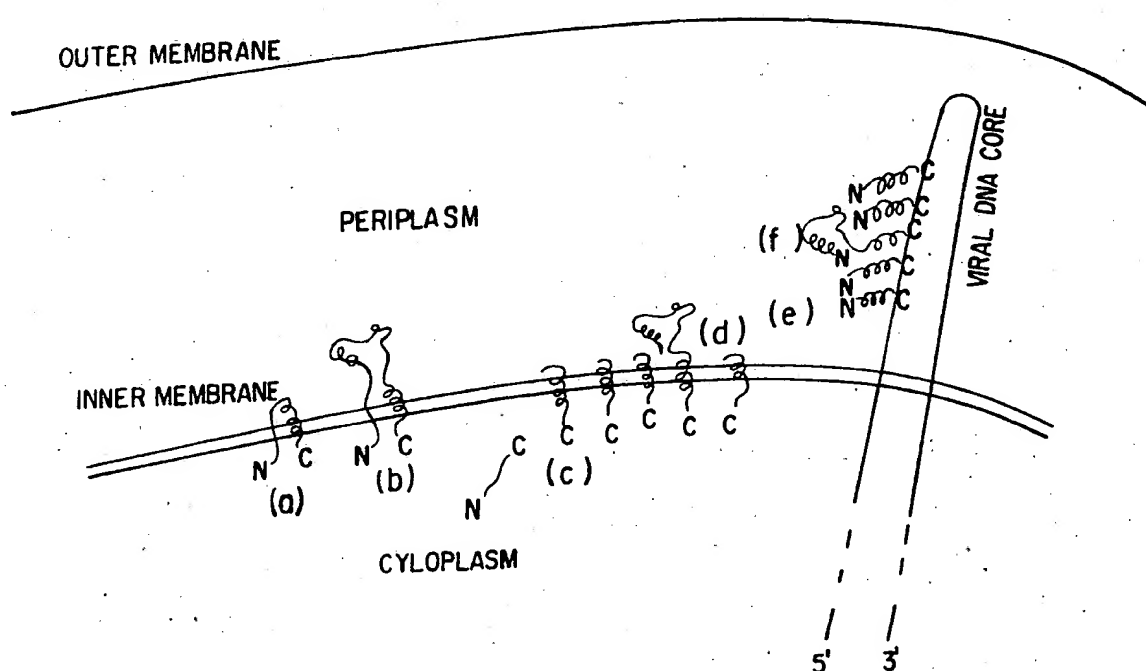 OUTER MEMBRANE
VIRAL DNA CORE
N C
N C
PERIPLASM
C
(f)
N
N C
N C
(e)
(d)
INNER MEMBRANE
N C
N C
C C C C C
C
(a)
(b)
(c)
N
CYLOPLASM
5' 3'